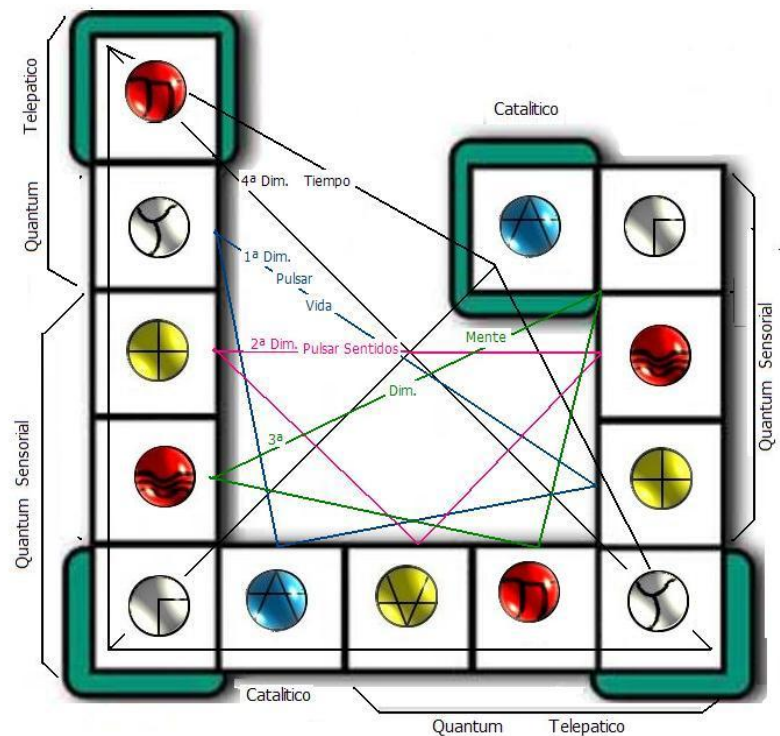 Telepatico
Quantum
Catalitico
4ª Dim. Tiempo
1ª Dim.
Pulsar
Vida
2ª Dim. Pulsar Sentidos
Mente
Dim.
3ª
Quantum Sensorial
Quantum Sensorial
Catalitico
Quantum Telepatico